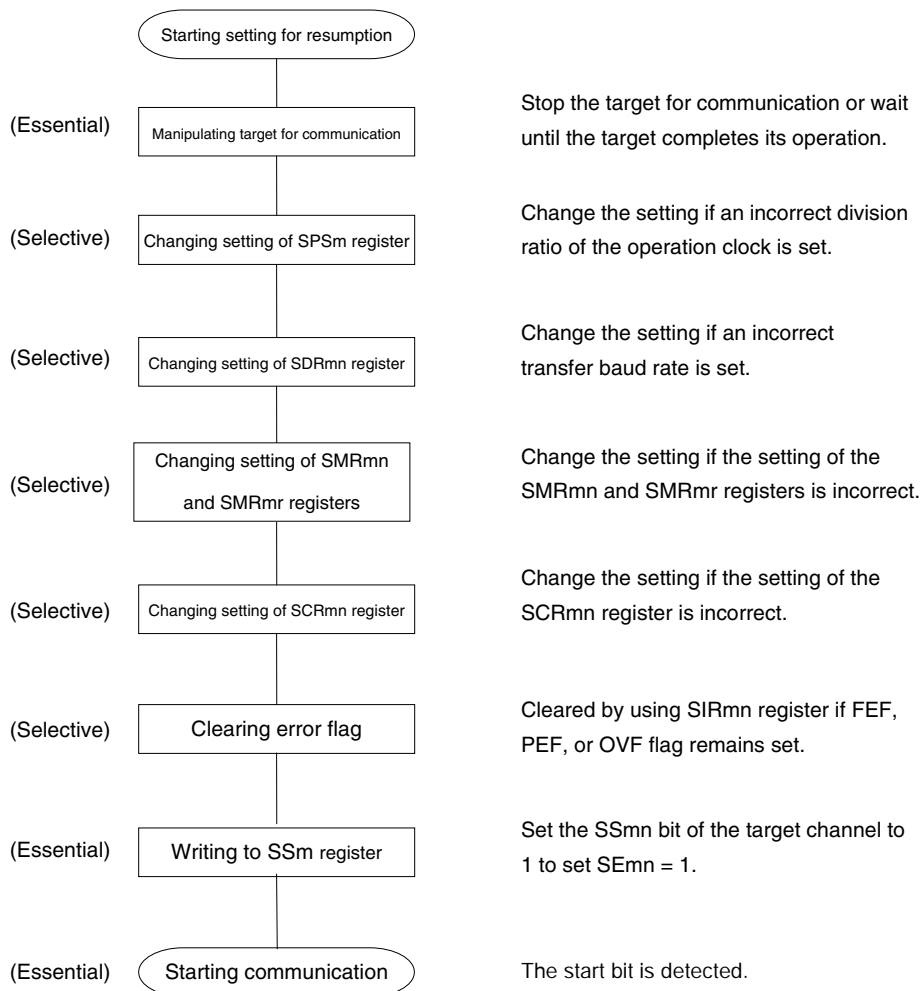 Starting setting for resumption
(Essential)
Manipulating target for communication
Stop the target for communication or wait
until the target completes its operation.
(Selective)
Changing setting of SPSm register
Change the setting if an incorrect division
ratio of the operation clock is set.
(Selective)
Changing setting of SDRmn register
Change the setting if an incorrect
transfer baud rate is set.
(Selective)
Changing setting of SMRmn
and SMRmr registers
Change the setting if the setting of the
SMRmn and SMRmr registers is incorrect.
(Selective)
Changing setting of SCRmn register
Change the setting if the setting of the
SCRmn register is incorrect.
(Selective)
Clearing error flag
Cleared by using SIRmn register if FEF,
PEF, or OVF flag remains set.
(Essential)
Writing to SSm register
Set the SSmn bit of the target channel to
1 to set SEmn = 1.
(Essential)
Starting communication
The start bit is detected.